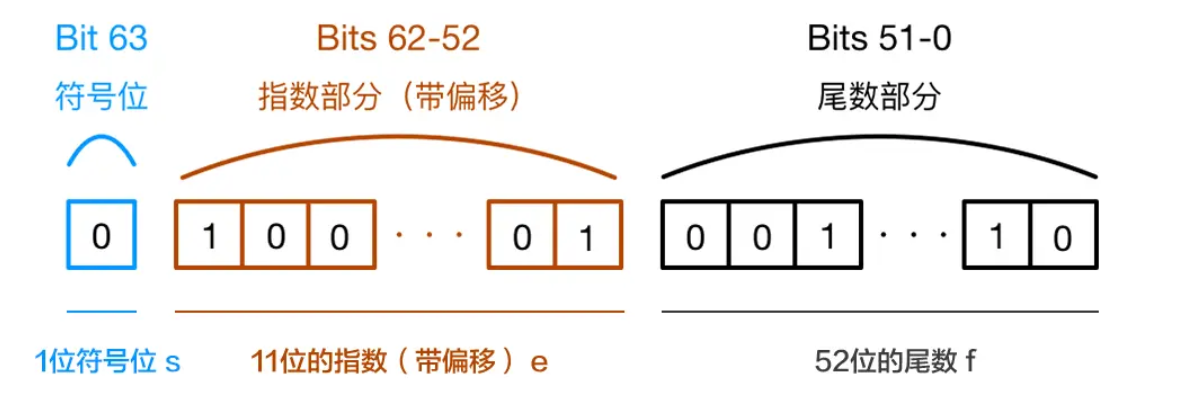 Bit 63 Bits 62-52 Bits 51-0
符号位 指数部分（带偏移） 尾数部分
0 1 0 0 · · · 0 1 0 0 1 · · · 1 0
1位符号位 s 11位的指数（带偏移）e 52位的尾数 f